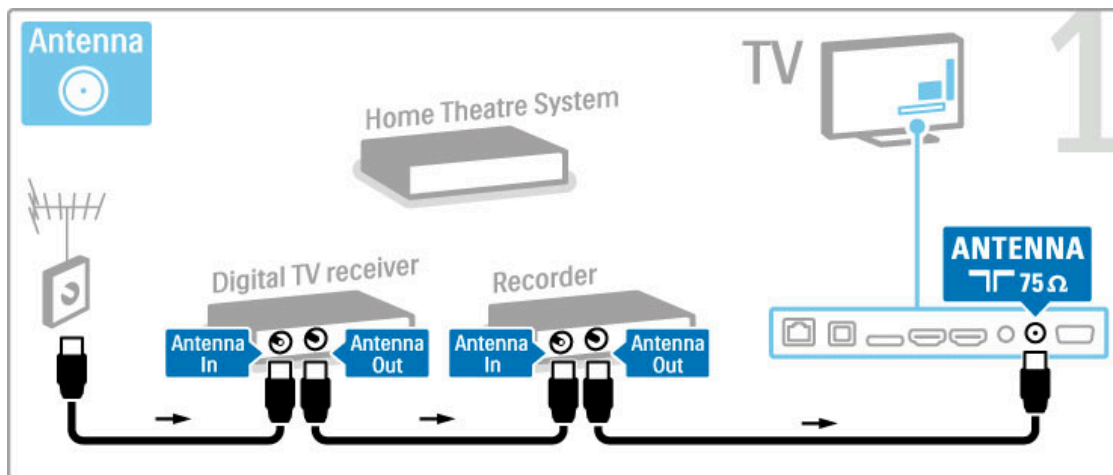 Antenna
TV
1
Home Theatre System
ANTENNA
75 Ω
Digital TV receiver
Recorder
Antenna
In
Antenna
Out
Antenna
In
Antenna
Out